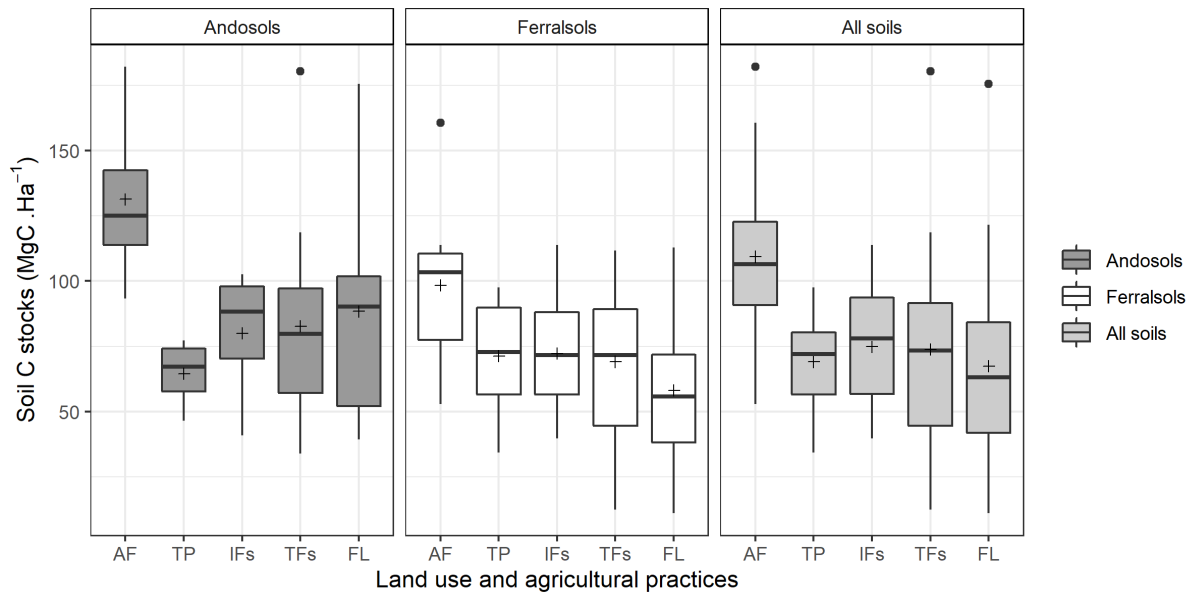 Andosols
Ferralsols
All soils
Soil C stocks (MgC .Ha⁻¹)
150
100
50
AF TP IFs TFs FL
AF TP IFs TFs FL
AF TP IFs TFs FL
Land use and agricultural practices
Andosols
Ferralsols
All soils